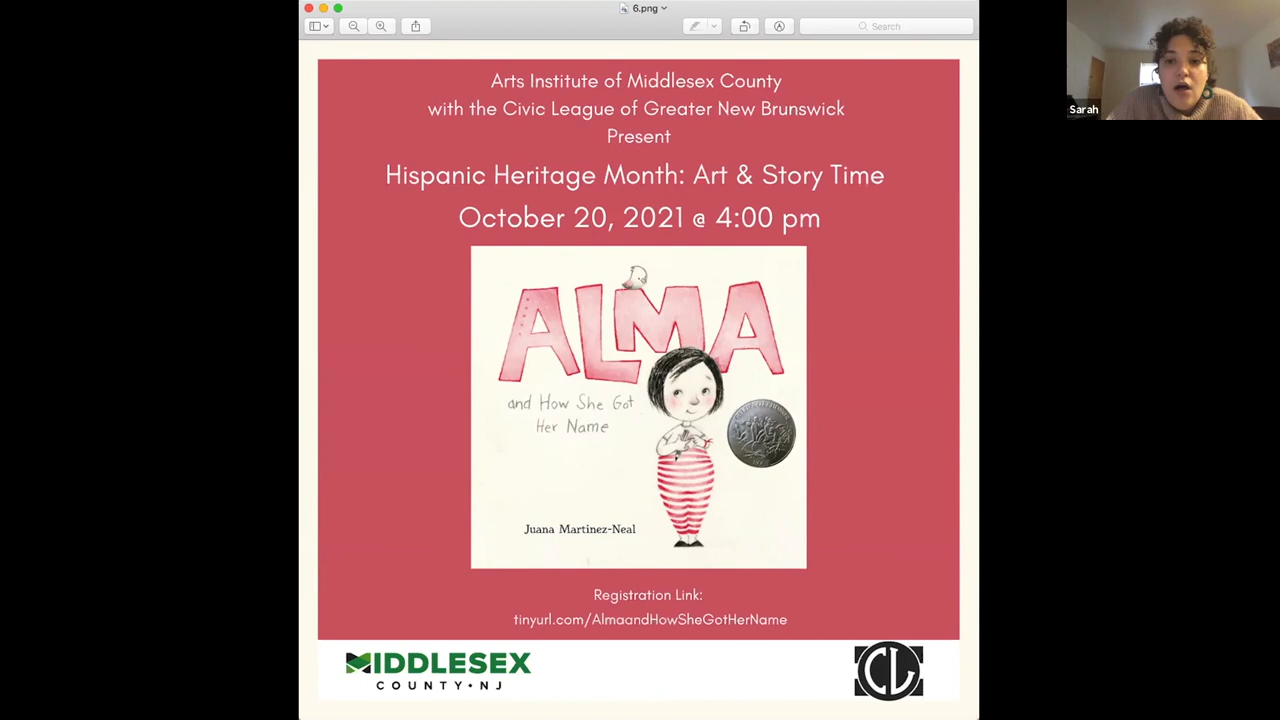 6.png
Search
Arts Institute of Middlesex County
with the Civic League of Greater New Brunswick
Present
Hispanic Heritage Month: Art & Story Time
October 20, 2021 @ 4:00 pm
ALMA
and How She Got
Her Name
Juana Martinez-Neal
Registration Link:
tinyurl.com/AlmaandHowSheGotHerName
MIDDLESEX
COUNTY•NJ
CL
Sarah